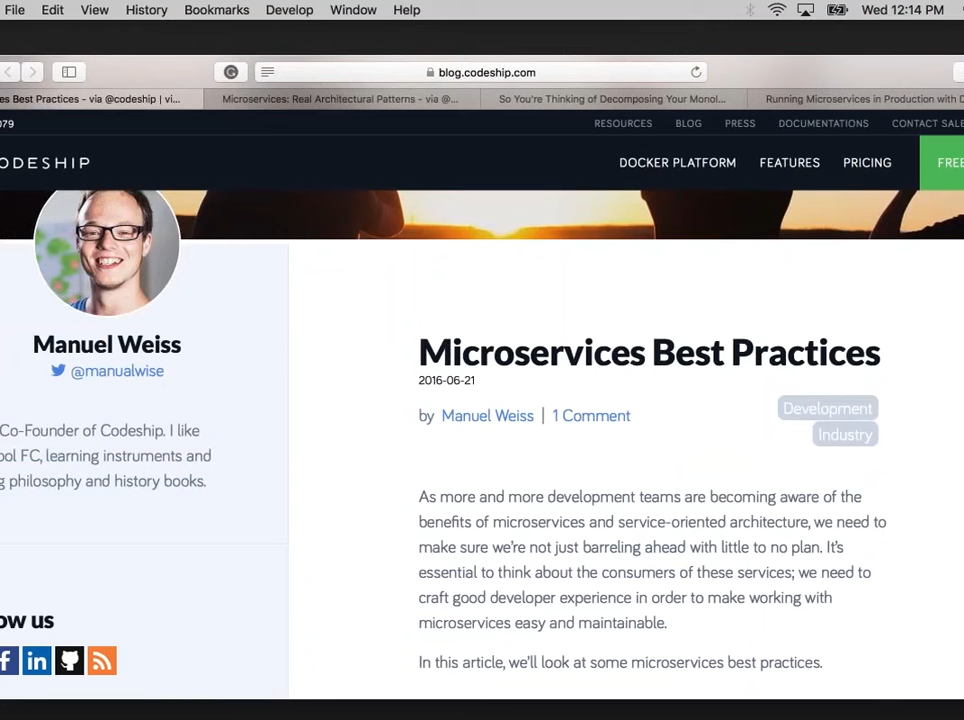 File Edit View History Bookmarks Develop Window Help Wed 12:14 PM
blog.codeship.com
es Best Practices - via @codeship | vi... Microservices: Real Architectural Patterns - via @... So You're Thinking of Decomposing Your Monol... Running Microservices in Production with D
079 RESOURCES BLOG PRESS DOCUMENTATIONS CONTACT SALE
ODESHIP DOCKER PLATFORM FEATURES PRICING FREE
Manuel Weiss
@manualwise
Co-Founder of Codeship. I like
ool FC, learning instruments and
g philosophy and history books.
ow us
Microservices Best Practices
2016-06-21
by Manuel Weiss | 1 Comment
Development
Industry
As more and more development teams are becoming aware of the
benefits of microservices and service-oriented architecture, we need to
make sure we're not just barreling ahead with little to no plan. It's
essential to think about the consumers of these services; we need to
craft good developer experience in order to make working with
microservices easy and maintainable.
In this article, we'll look at some microservices best practices.